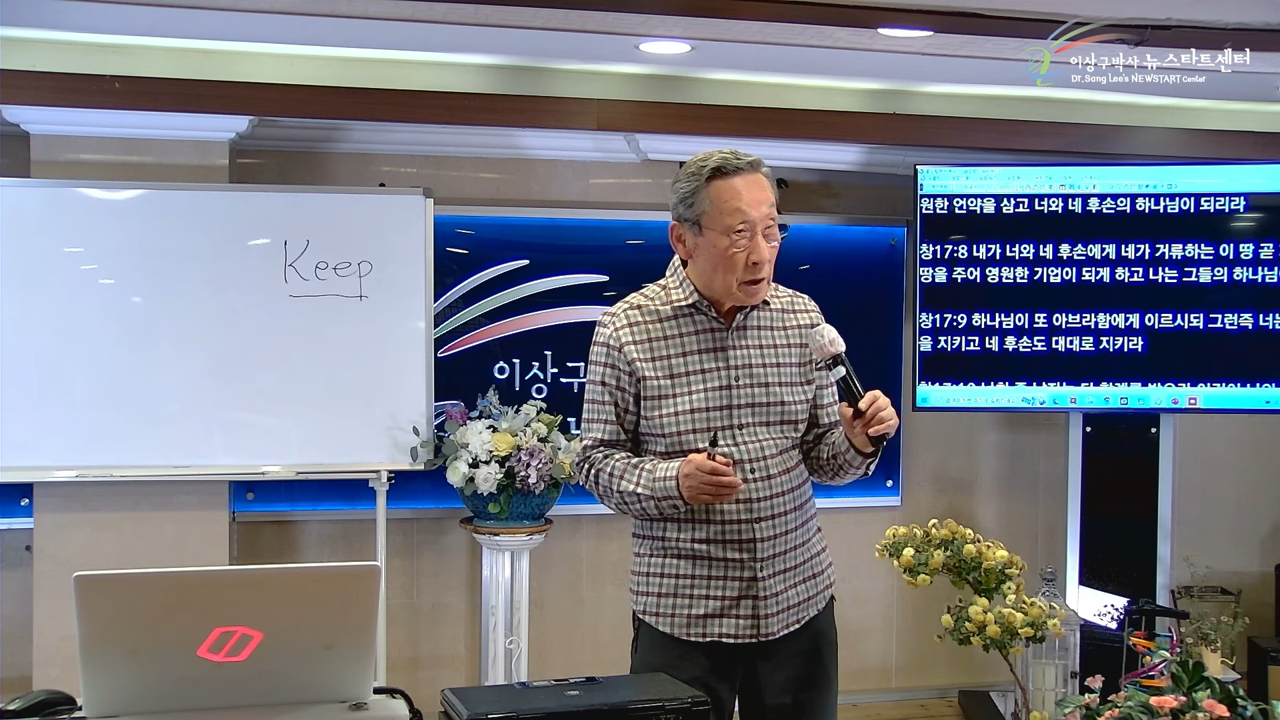 이상구박사 뉴스타트센터
Dr. Sang Lee's NEWSTART Center
Keep
이상구
원한 언약을 삼고 너와 네 후손의 하나님이 되리라
창17:8 내가 너와 네 후손에게 네가 거류하는 이 땅 곧
땅을 주어 영원한 기업이 되게 하고 나는 그들의 하나님
창17:9 하나님이 또 아브라함에게 이르시되 그런즉 너는
을 지키고 네 후손도 대대로 지키라